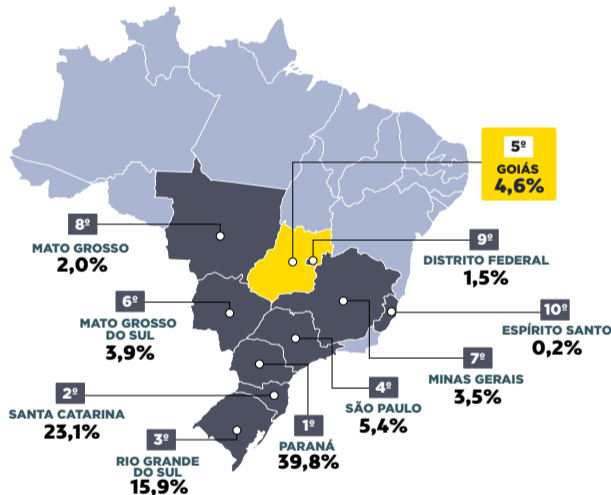 5º
GOIÁS
4,6%
8º
MATO GROSSO
2,0%
9º
DISTRITO FEDERAL
1,5%
6º
MATO GROSSO
DO SUL
3,9%
10º
ESPÍRITO SANTO
0,2%
7º
MINAS GERAIS
3,5%
2º
SANTA CATARINA
23,1%
4º
SÃO PAULO
5,4%
1º
PARANÁ
39,8%
3º
RIO GRANDE
DO SUL
15,9%